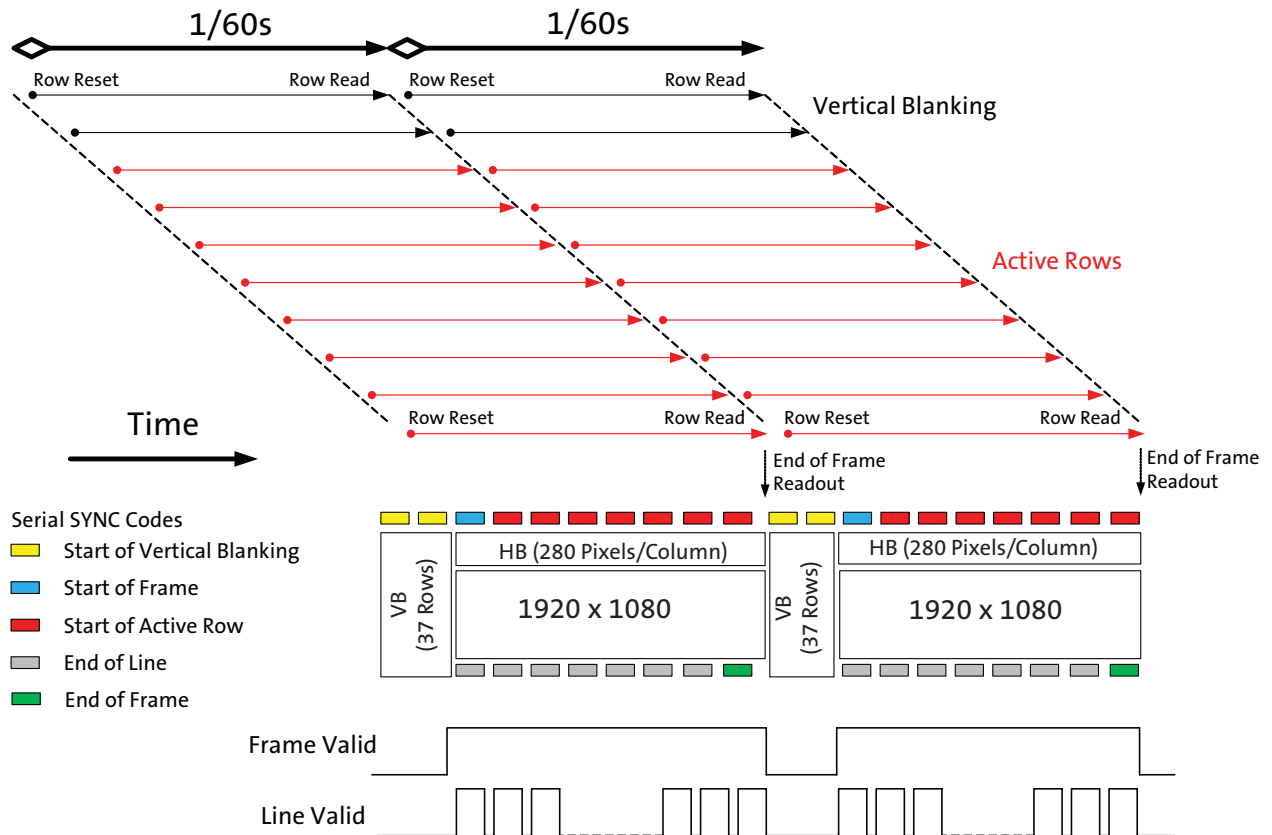 1/60s
1/60s
Row Reset
Row Read
Row Reset
Row Read
Vertical Blanking
Active Rows
Row Reset
Row Read
Row Reset
Row Read
Time
End of Frame
Readout
End of Frame
Readout
Serial SYNC Codes
Start of Vertical Blanking
Start of Frame
Start of Active Row
End of Line
End of Frame
VB
(37 Rows)
HB (280 Pixels/Column)
1920 x 1080
VB
(37 Rows)
HB (280 Pixels/Column)
1920 x 1080
Frame Valid
Line Valid